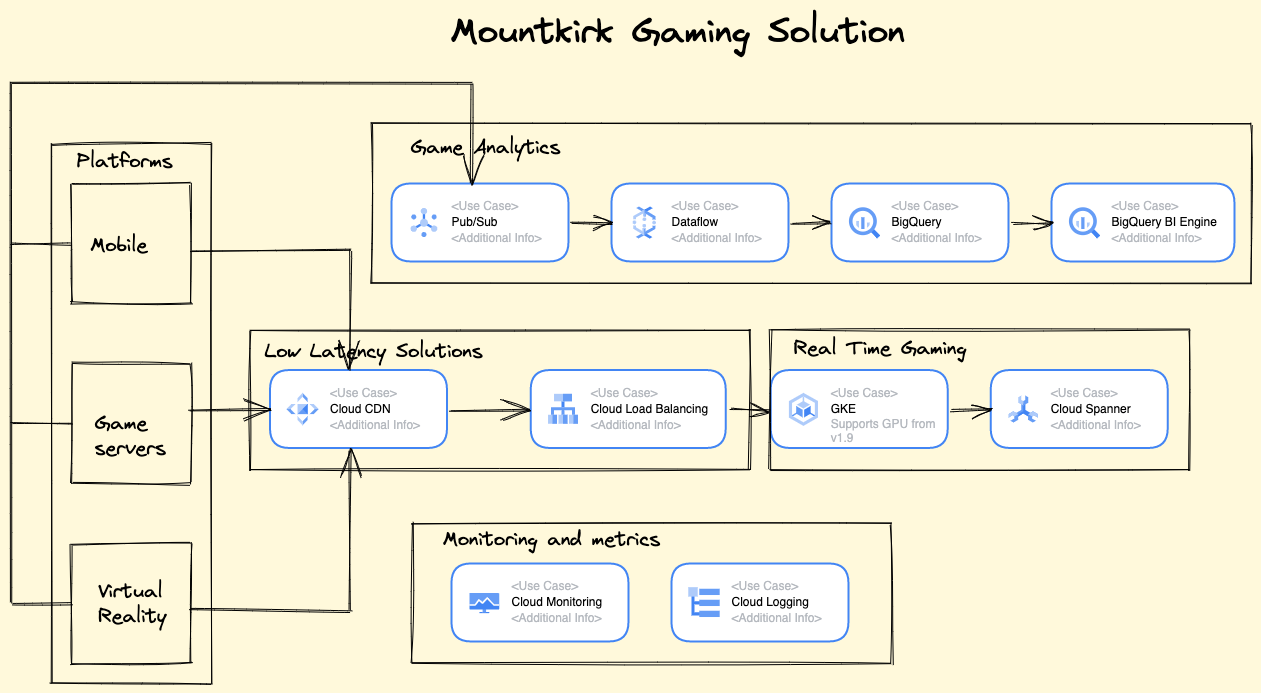 Mountkirk Gaming Solution
Platforms
Mobile
Game
servers
Virtual
Reality
Game Analytics
<Use Case>
Pub/Sub
<Additional Info>
<Use Case>
Dataflow
<Additional Info>
<Use Case>
BigQuery
<Additional Info>
<Use Case>
BigQuery BI Engine
<Additional Info>
Low Latency Solutions
<Use Case>
Cloud CDN
<Additional Info>
<Use Case>
Cloud Load Balancing
<Additional Info>
Real Time Gaming
<Use Case>
GKE
Supports GPU from
v1.9
<Use Case>
Cloud Spanner
<Additional Info>
Monitoring and metrics
<Use Case>
Cloud Monitoring
<Additional Info>
<Use Case>
Cloud Logging
<Additional Info>